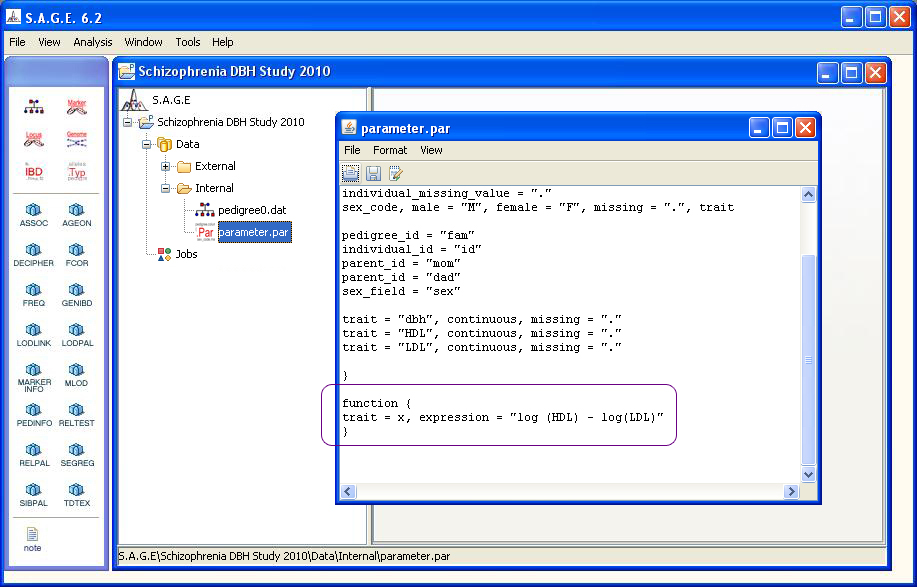 S.A.G.E. 6.2
File View Analysis Window Tools Help
Schizophrenia DBH Study 2010
S.A.G.E
Schizophrenia DBH Study 2010
Data
External
Internal
pedigree0.dat
parameter.par
Jobs
Marker
Locus
Genome
IBD
Typ
ASSOC AGEON
DECIPHER FCOR
FREQ GENIBD
LODLINK LODPAL
MARKER INFO MLOD
PEDINFO RELTEST
RELPAL SEGREG
SIBPAL TDTEX
note
parameter.par
File Format View
individual_missing_value = "."
sex_code, male = "M", female = "F", missing = ".", trait
pedigree_id = "fam"
individual_id = "id"
parent_id = "mom"
parent_id = "dad"
sex_field = "sex"
trait = "dbh", continuous, missing = "."
trait = "HDL", continuous, missing = "."
trait = "LDL", continuous, missing = "."
}
function {
trait = x, expression = "log (HDL) - log(LDL)"
}
S.A.G.E\Schizophrenia DBH Study 2010\Data\Internal\parameter.par